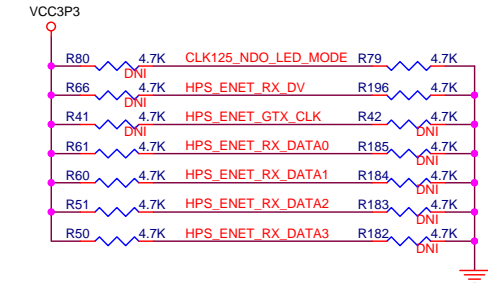 VCC3P3
R80 4.7K CLK125_NDO_LED_MODE R79 4.7K
DNI
R66 4.7K HPS_ENET_RX_DV R196 4.7K
DNI
R41 4.7K HPS_ENET_GTX_CLK R42 4.7K
DNI DNI
R61 4.7K HPS_ENET_RX_DATA0 R185 4.7K
DNI
R60 4.7K HPS_ENET_RX_DATA1 R184 4.7K
DNI
R51 4.7K HPS_ENET_RX_DATA2 R183 4.7K
DNI
R50 4.7K HPS_ENET_RX_DATA3 R182 4.7K
DNI